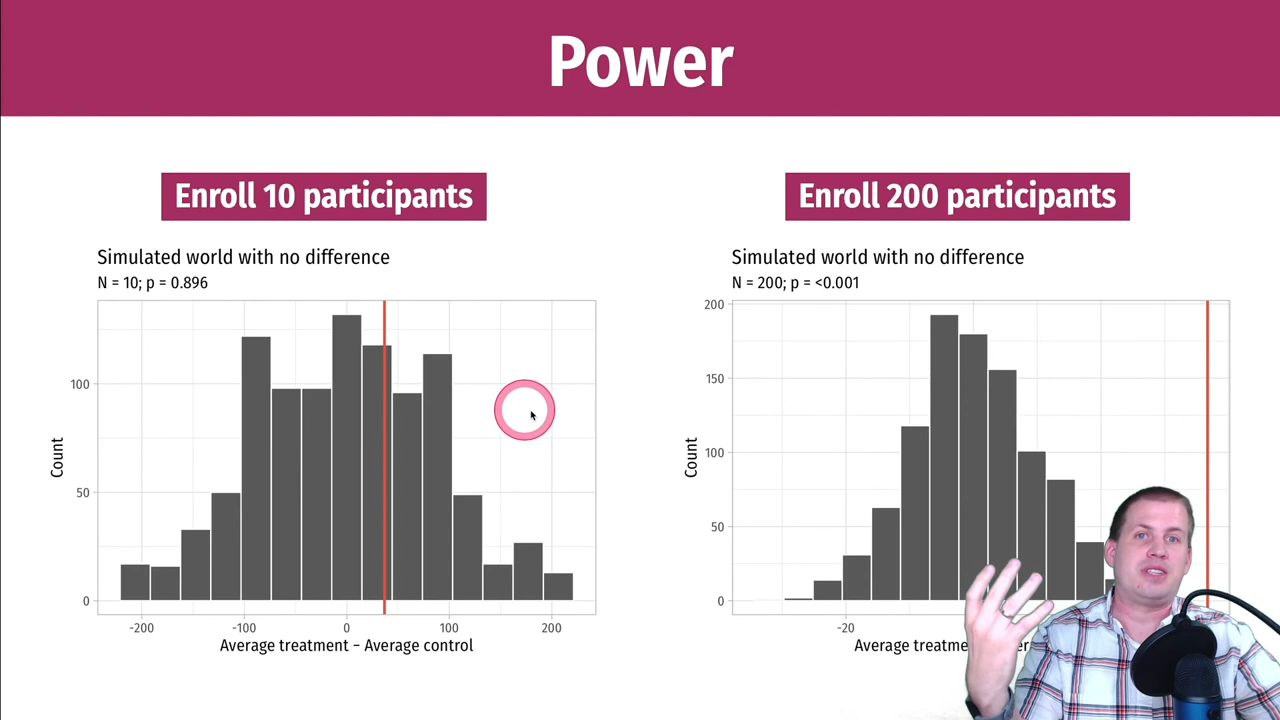 Power
Enroll 10 participants
Simulated world with no difference
N = 10; p = 0.896
100
50
0
Count
-200
-100
0
100
200
Average treatment − Average control
Enroll 200 participants
Simulated world with no difference
N = 200; p = <0.001
200
150
100
50
0
Count
-20
Average